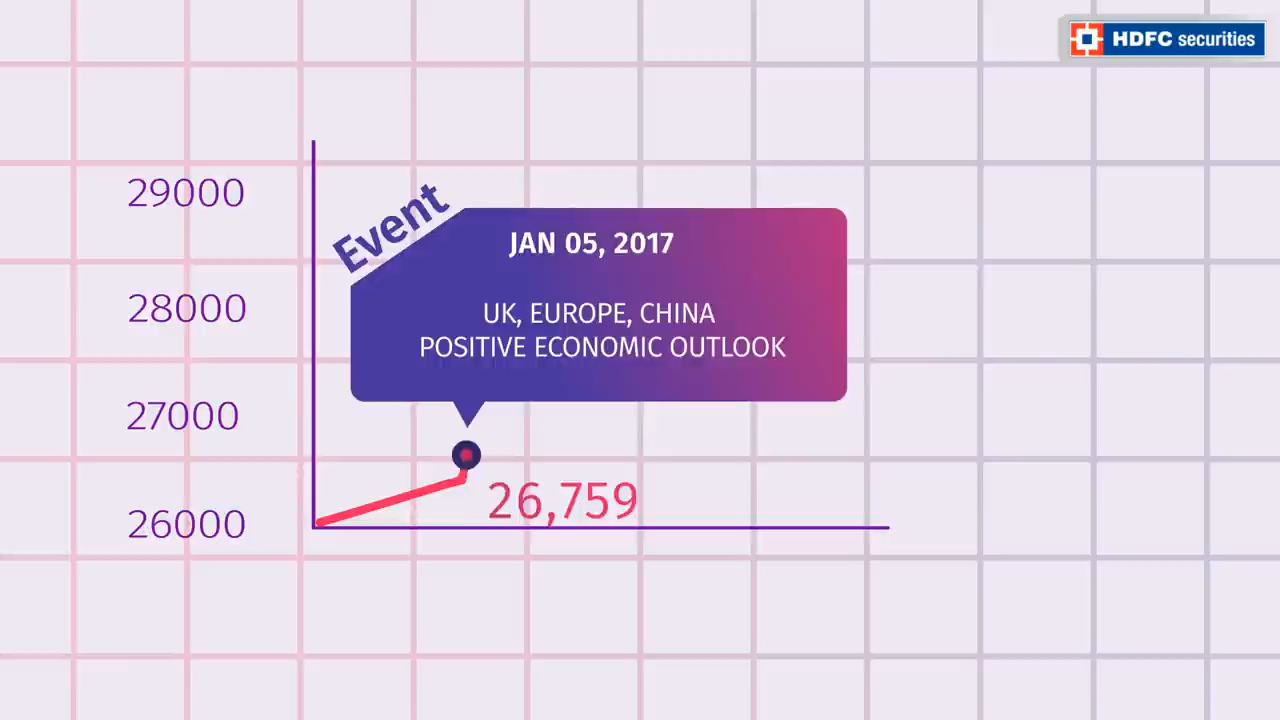 HDFC securities
29000
Event
JAN 05, 2017
28000
UK, EUROPE, CHINA
POSITIVE ECONOMIC OUTLOOK
27000
26,759
26000